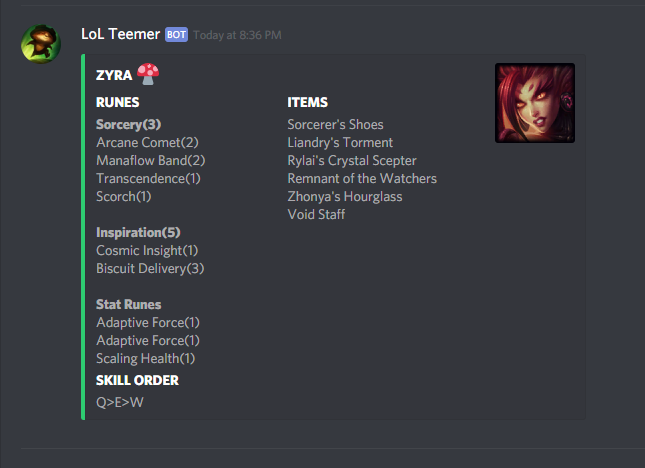 LoL Teemer BOT Today at 8:36 PM
ZYRA
RUNES
Sorcery(3)
Arcane Comet(2)
Manaflow Band(2)
Transcendence(1)
Scorch(1)
Inspiration(5)
Cosmic Insight(1)
Biscuit Delivery(3)
Stat Runes
Adaptive Force(1)
Adaptive Force(1)
Scaling Health(1)
SKILL ORDER
Q>E>W
ITEMS
Sorcerer's Shoes
Liandry's Torment
Rylai's Crystal Scepter
Remnant of the Watchers
Zhonya's Hourglass
Void Staff